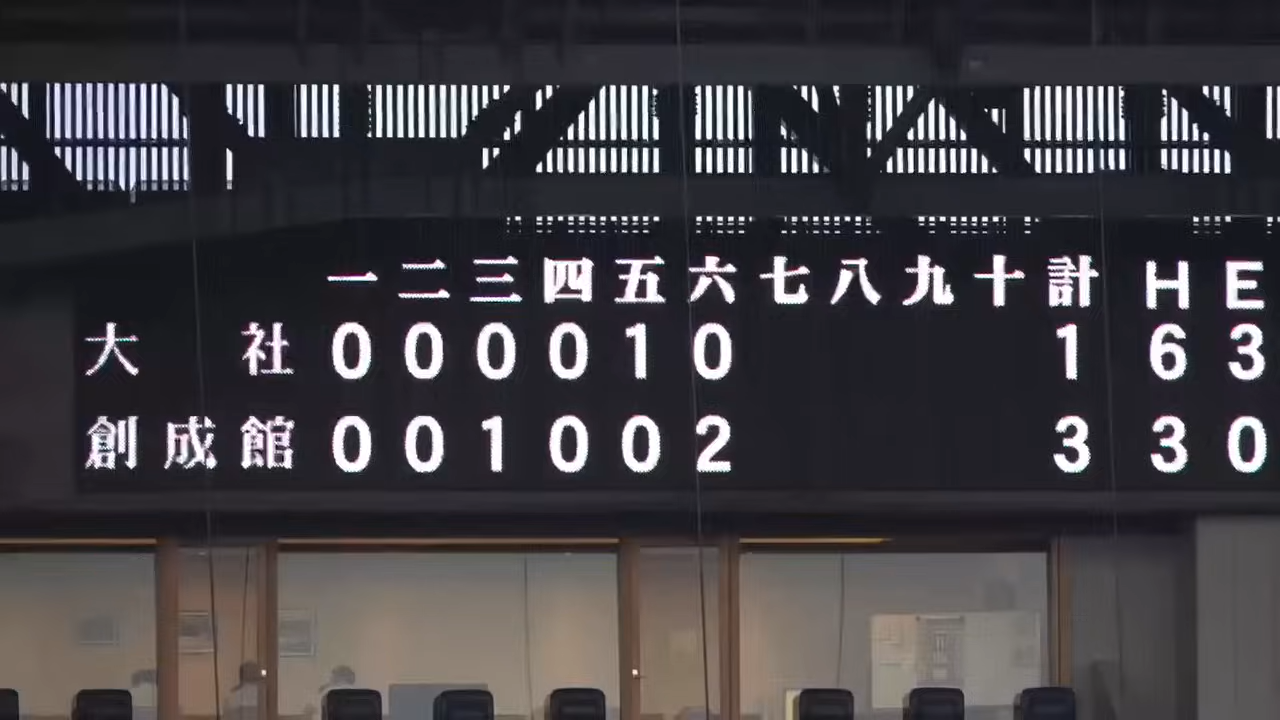 一 二 三 四 五 六 七 八 九 十 計 H E
大 社 0 0 0 0 1 0 1 6 3
創成館 0 0 1 0 0 2 3 3 0